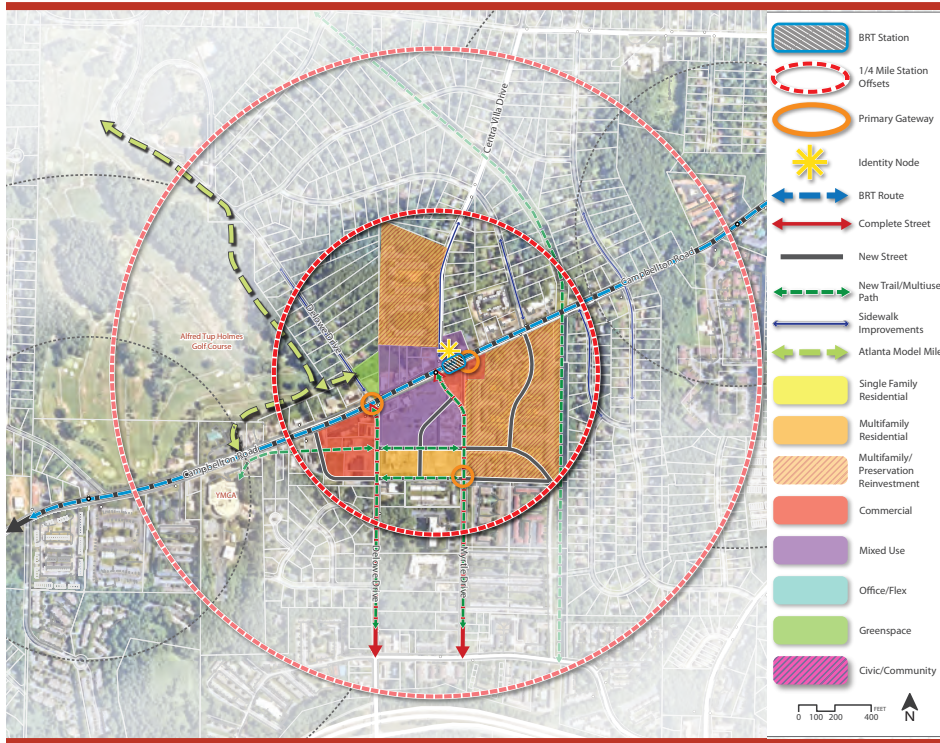 Centra Villa Drive
Campbellton Road
DeLowe Drive
Alfred Tup Holmes
Golf Course
Campbellton Road
YMCA
DeLowe Drive
Myrtle Drive
BRT Station
1/4 Mile Station
Offsets
Primary Gateway
Identity Node
BRT Route
Complete Street
New Street
New Trail/Multiuse
Path
Sidewalk
Improvements
Atlanta Model Mile
Single Family
Residential
Multifamily
Residential
Multifamily/
Preservation
Reinvestment
Commercial
Mixed Use
Office/Flex
Greenspace
Civic/Community
FEET
0 100 200 400
N